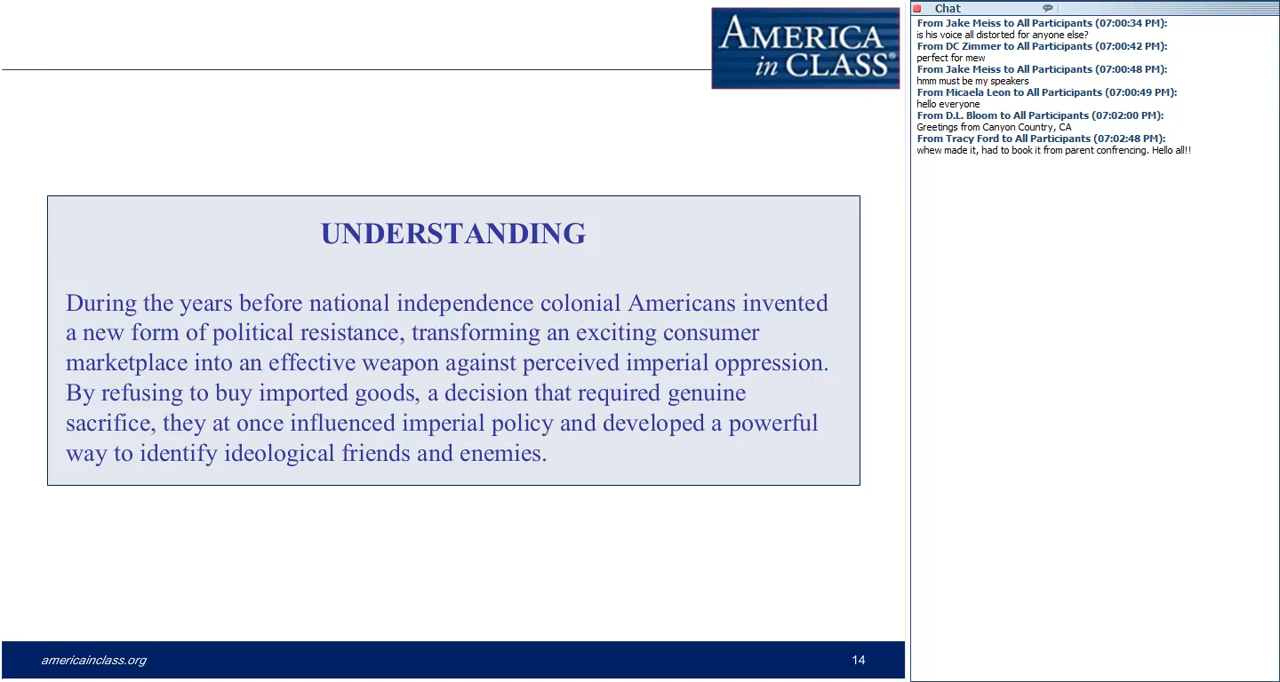 AMERICA
in CLASS®
UNDERSTANDING
During the years before national independence colonial Americans invented
a new form of political resistance, transforming an exciting consumer
marketplace into an effective weapon against perceived imperial oppression.
By refusing to buy imported goods, a decision that required genuine
sacrifice, they at once influenced imperial policy and developed a powerful
way to identify ideological friends and enemies.
americainclass.org
14
Chat
From Jake Meiss to All Participants (07:00:34 PM):
is his voice all distorted for anyone else?
From DC Zimmer to All Participants (07:00:42 PM):
perfect for mew
From Jake Meiss to All Participants (07:00:48 PM):
hmm must be my speakers
From Micaela Leon to All Participants (07:00:49 PM):
hello everyone
From D.L. Bloom to All Participants (07:02:00 PM):
Greetings from Canyon Country, CA
From Tracy Ford to All Participants (07:02:48 PM):
whew made it, had to book it from parent confrencing. Hello all!!